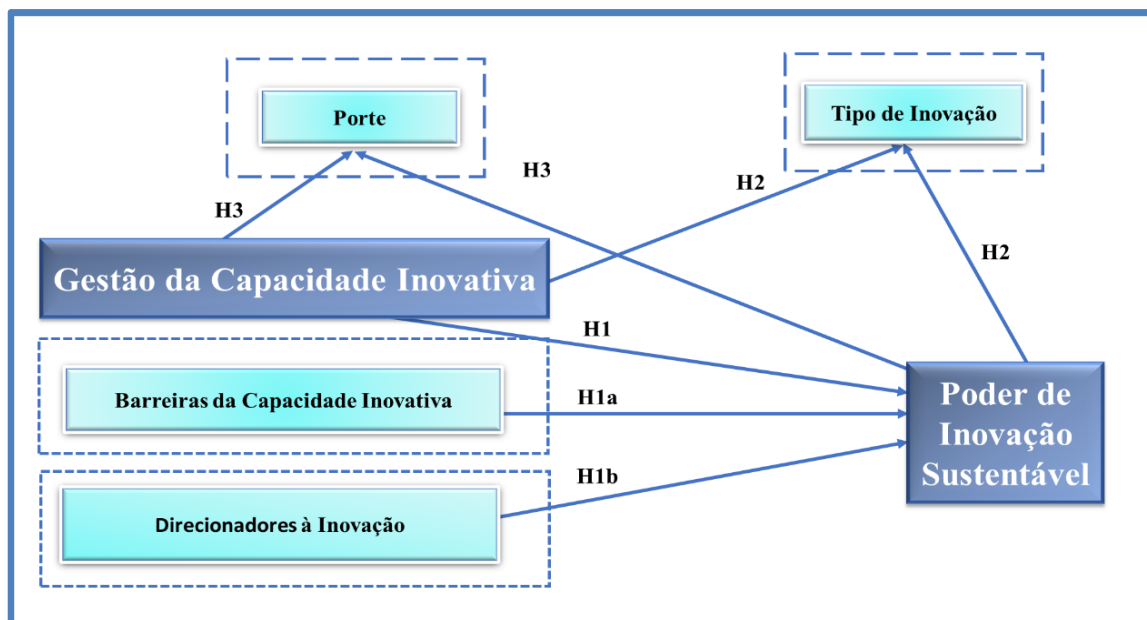 Porte
Tipo de Inovação
H3
H2
H3
H2
Gestão da Capacidade Inovativa
H1
Barreiras da Capacidade Inovativa
H1a
Poder de
Inovação
Sustentável
H1b
Direcionadores à Inovação